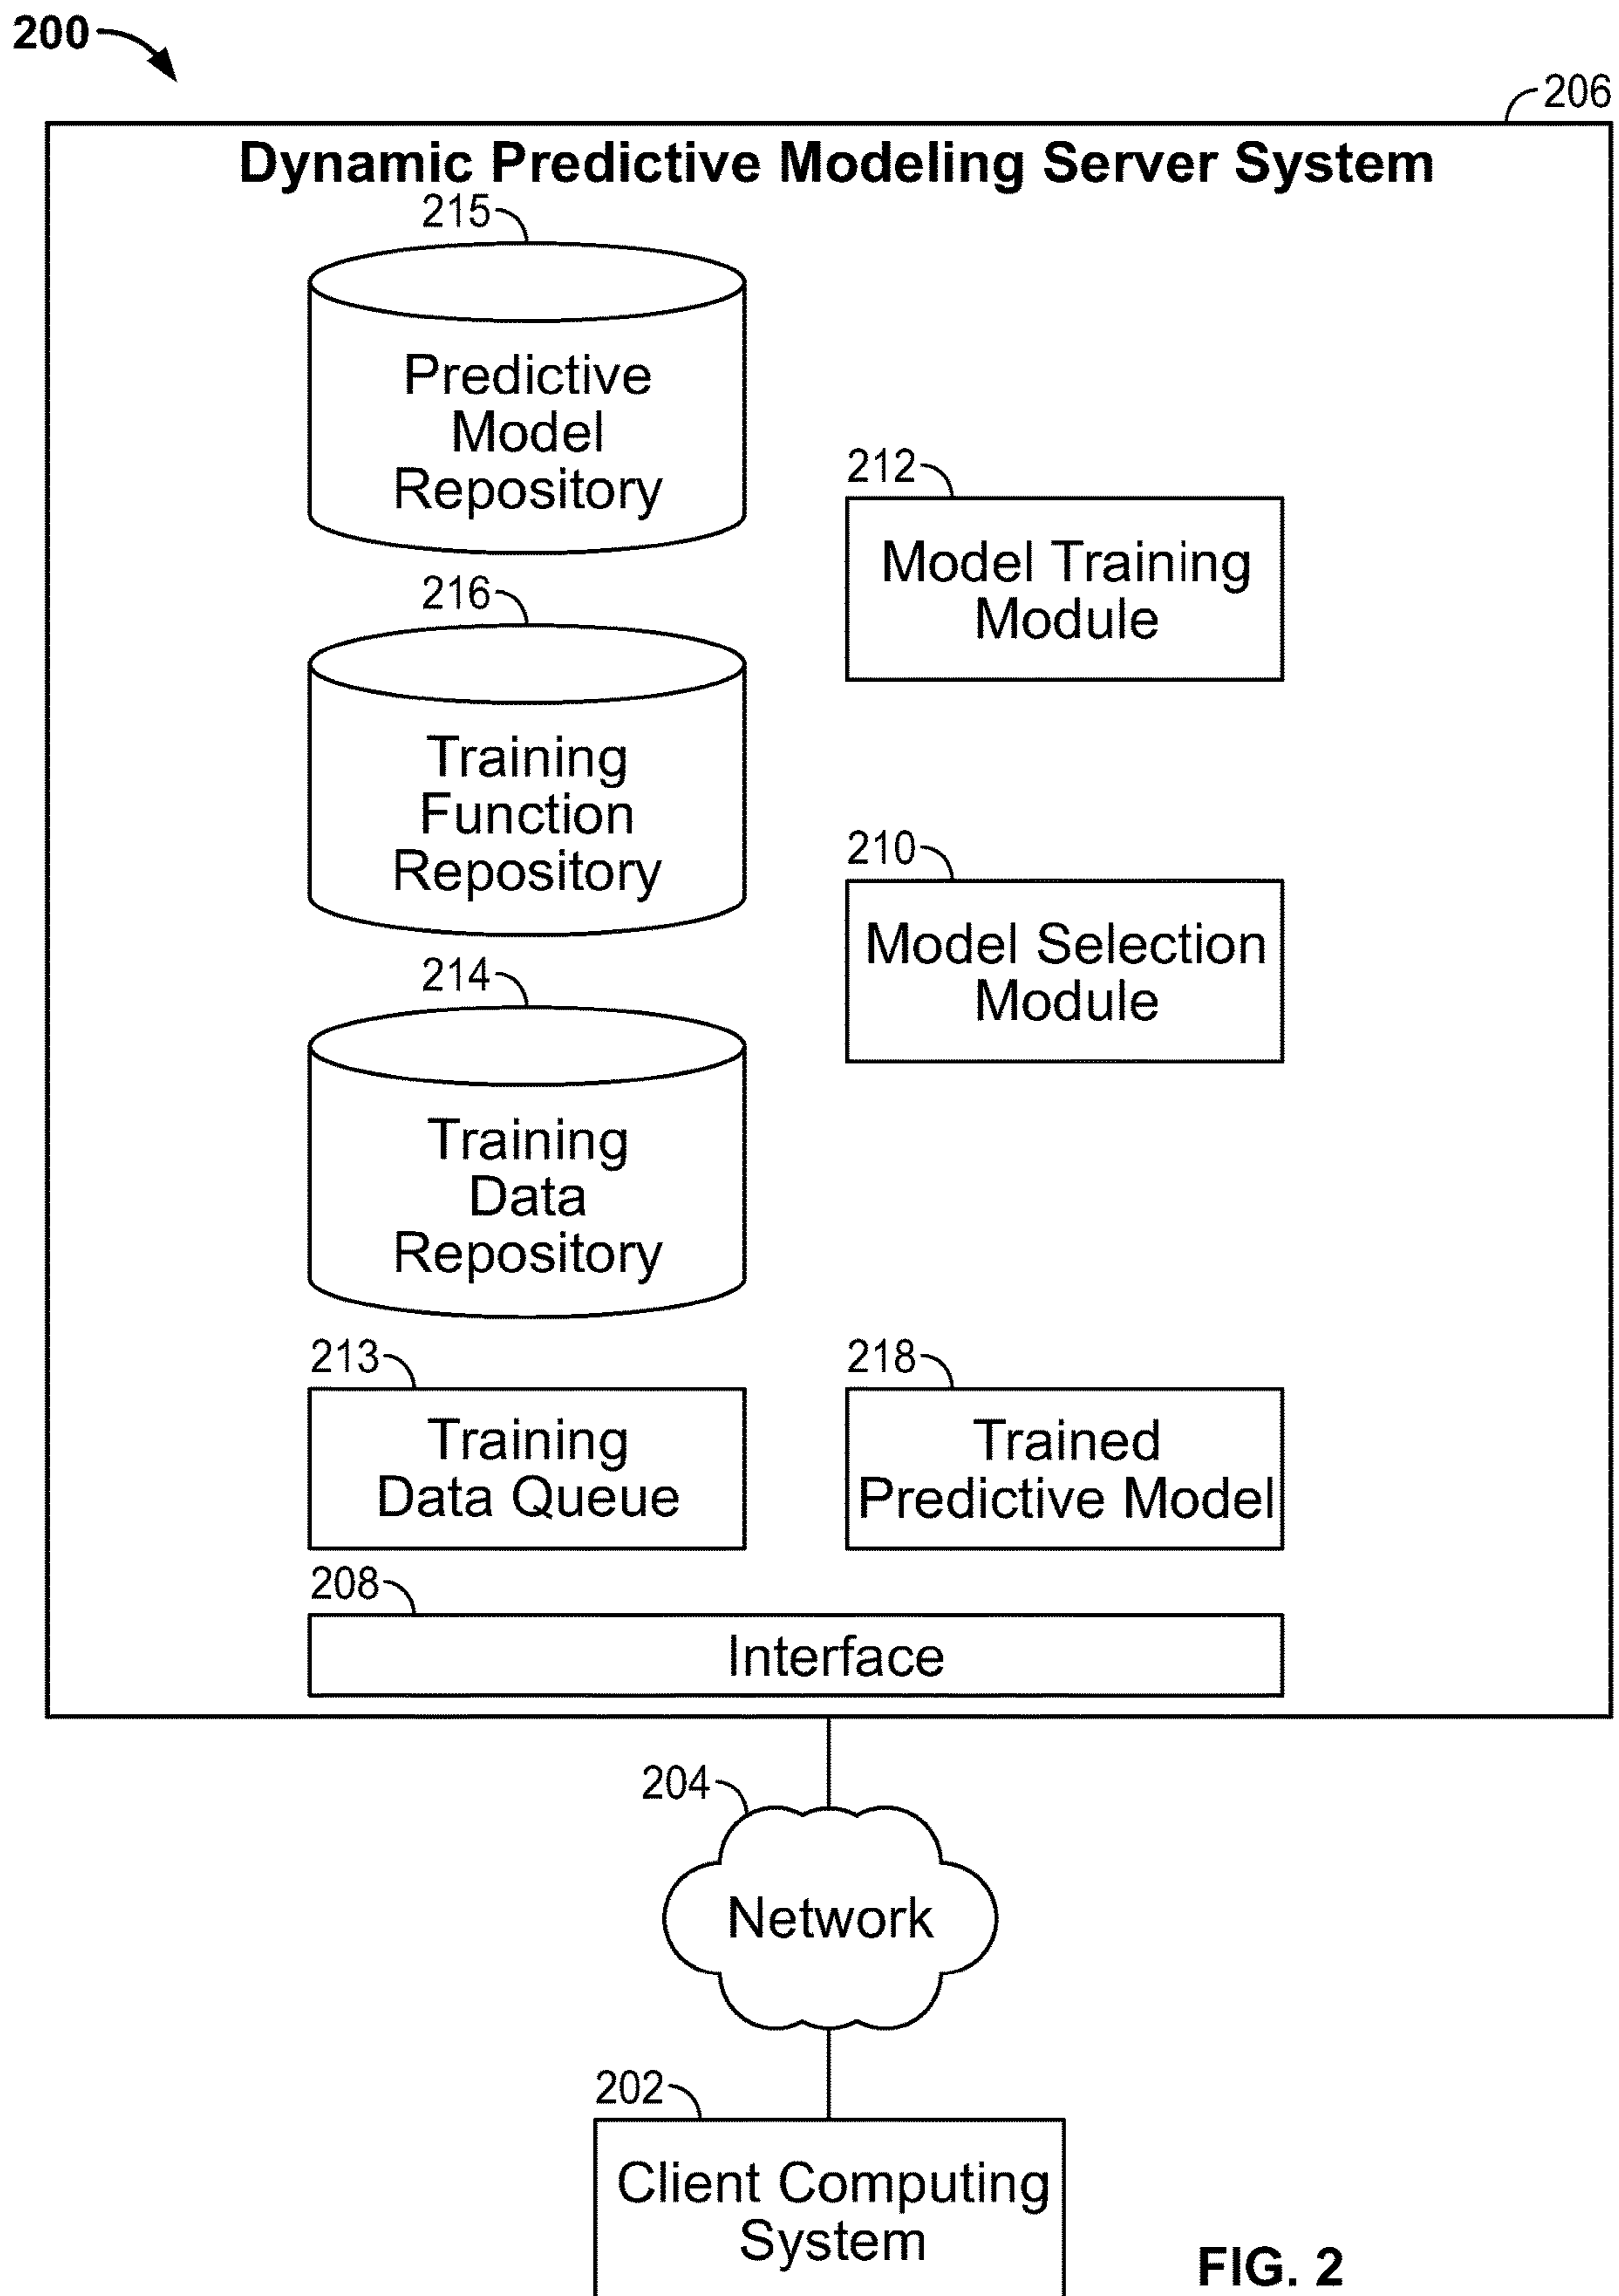 200
206
Dynamic Predictive Modeling Server System
215
Predictive
Model
Repository
212
Model Training
Module
216
Training
Function
Repository
210
Model Selection
Module
214
Training
Data
Repository
213
Training
Data Queue
218
Trained
Predictive Model
208
Interface
204
Network
202
Client Computing
System
FIG. 2